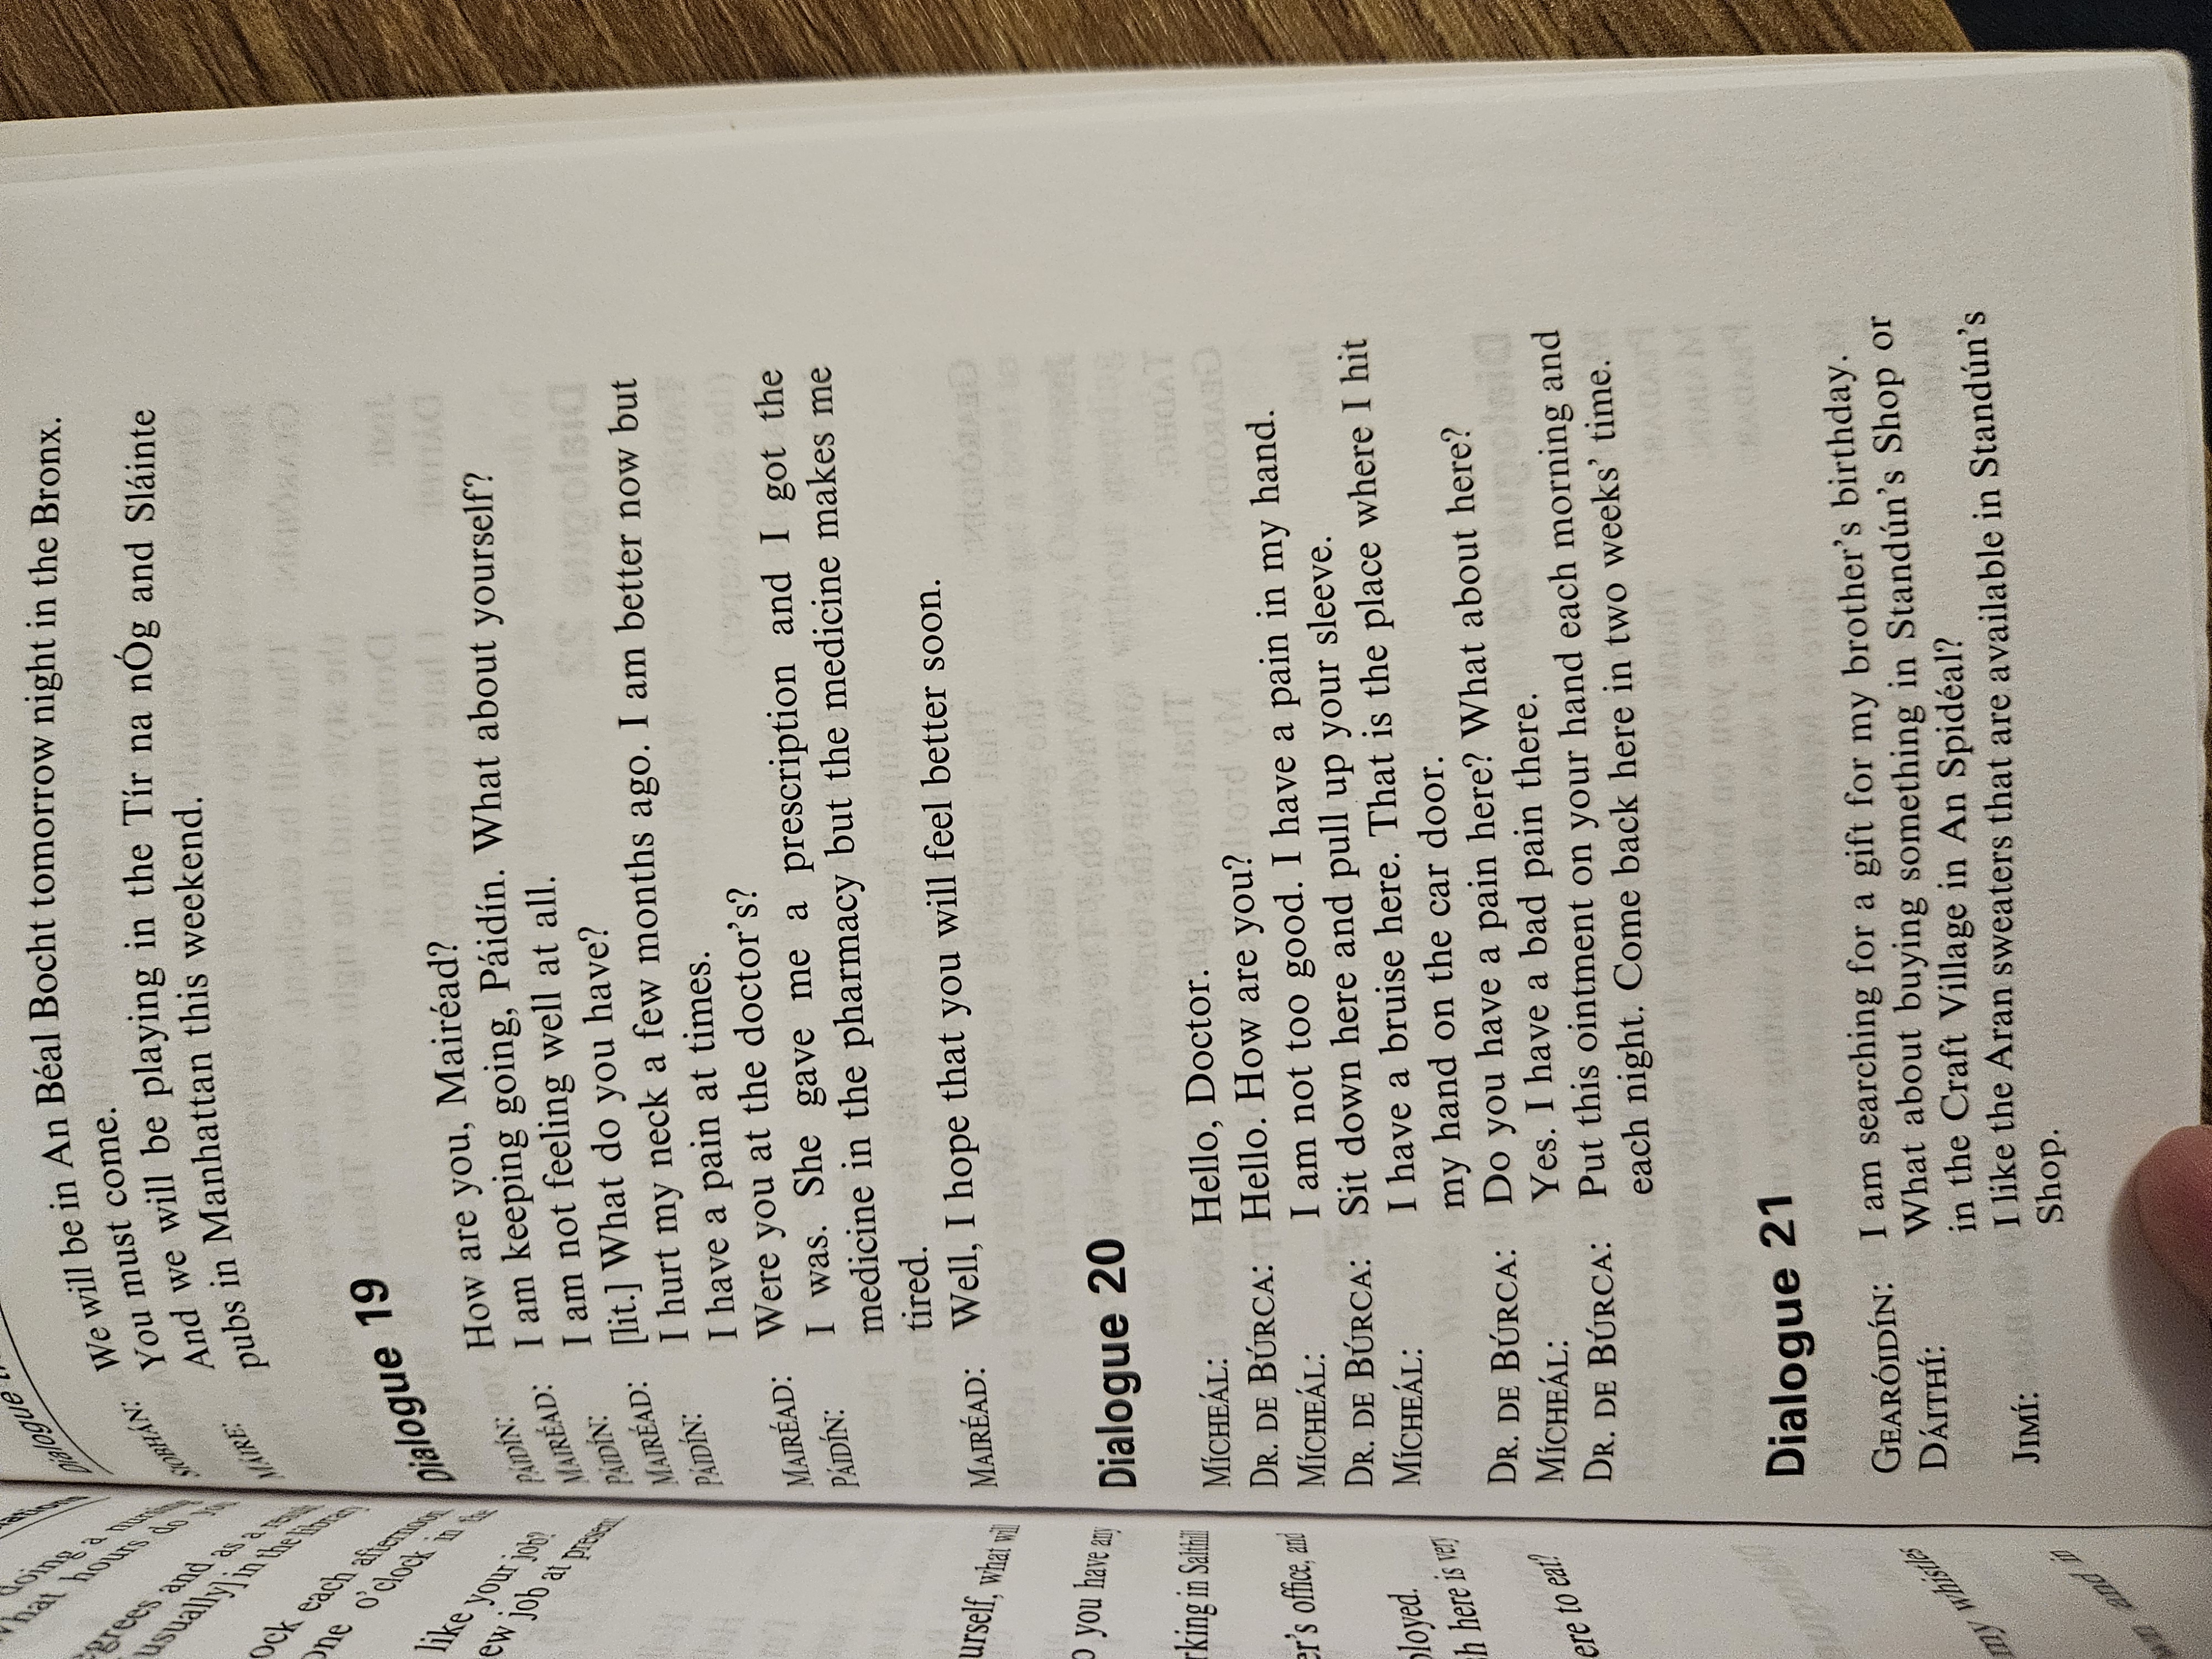 doing a
What hours do you
egrees and as a
usually] in the library
ock each afternoon
one o'clock in the
like your job?
ew job at present
urself, what will
o you have any
rking in Salthill
er's office, and
ployed.
h here is very
ere to eat?
my whistles
wn and in
Dialogue
SIOBHÁN: We will be in An Béal Bocht tomorrow night in the Bronx.
You must come.
MÁIRE: And we will be playing in the Tír na nÓg and Sláinte
pubs in Manhattan this weekend.
Dialogue 19
PÁIDÍN: How are you, Mairéad?
MAIRÉAD: I am keeping going, Páidín. What about yourself?
PÁIDÍN: I am not feeling well at all.
MAIRÉAD: [lit.] What do you have?
PÁIDÍN: I hurt my neck a few months ago. I am better now but
I have a pain at times.
MAIRÉAD: Were you at the doctor's?
PÁIDÍN: I was. She gave me a prescription and I got the
medicine in the pharmacy but the medicine makes me
tired.
MAIRÉAD: Well, I hope that you will feel better soon.
Dialogue 20
MÍCHEÁL: Hello, Doctor.
DR. DE BÚRCA: Hello. How are you?
MÍCHEÁL: I am not too good. I have a pain in my hand.
DR. DE BÚRCA: Sit down here and pull up your sleeve.
MÍCHEÁL: I have a bruise here. That is the place where I hit
my hand on the car door.
DR. DE BÚRCA: Do you have a pain here? What about here?
MÍCHEÁL: Yes. I have a bad pain there.
DR. DE BÚRCA: Put this ointment on your hand each morning and
each night. Come back here in two weeks' time.
Dialogue 21
GEARÓIDÍN: I am searching for a gift for my brother's birthday.
DÁITHÍ: What about buying something in Standún's Shop or
in the Craft Village in An Spidéal?
JIMÍ: I like the Aran sweaters that are available in Standún's
Shop.